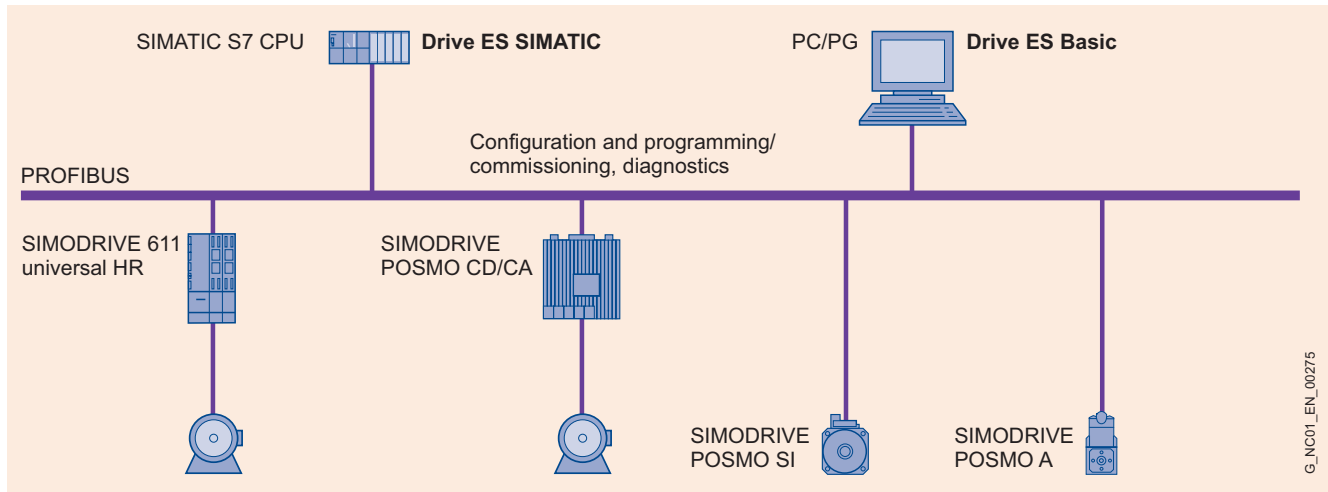 SIMATIC S7 CPU
Drive ES SIMATIC
PC/PG
Drive ES Basic
Configuration and programming/
commissioning, diagnostics
PROFIBUS
SIMODRIVE 611
universal HR
SIMODRIVE
POSMO CD/CA
SIMODRIVE
POSMO SI
SIMODRIVE
POSMO A
G_NC01_EN_00275